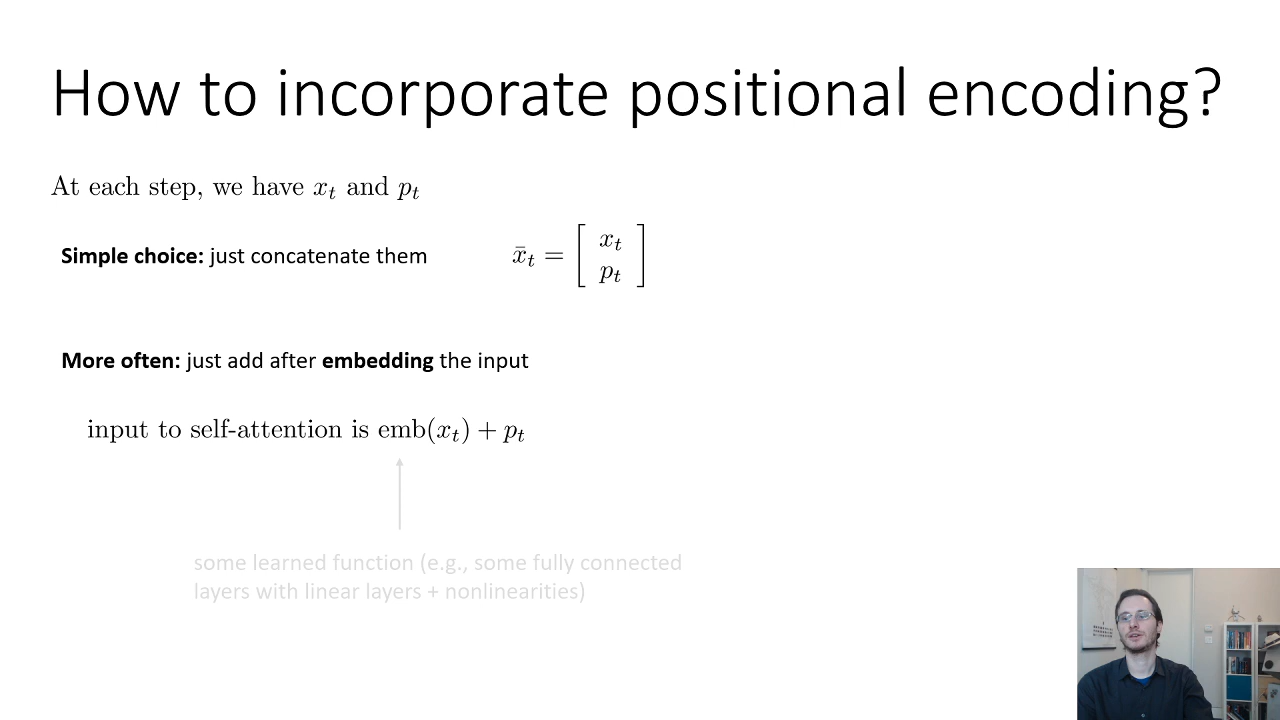 How to incorporate positional encoding?
At each step, we have x_t and p_t
Simple choice: just concatenate them
x̄_t = [ x_t
p_t ]
More often: just add after embedding the input
input to self-attention is emb(x_t) + p_t
some learned function (e.g., some fully connected
layers with linear layers + nonlinearities)